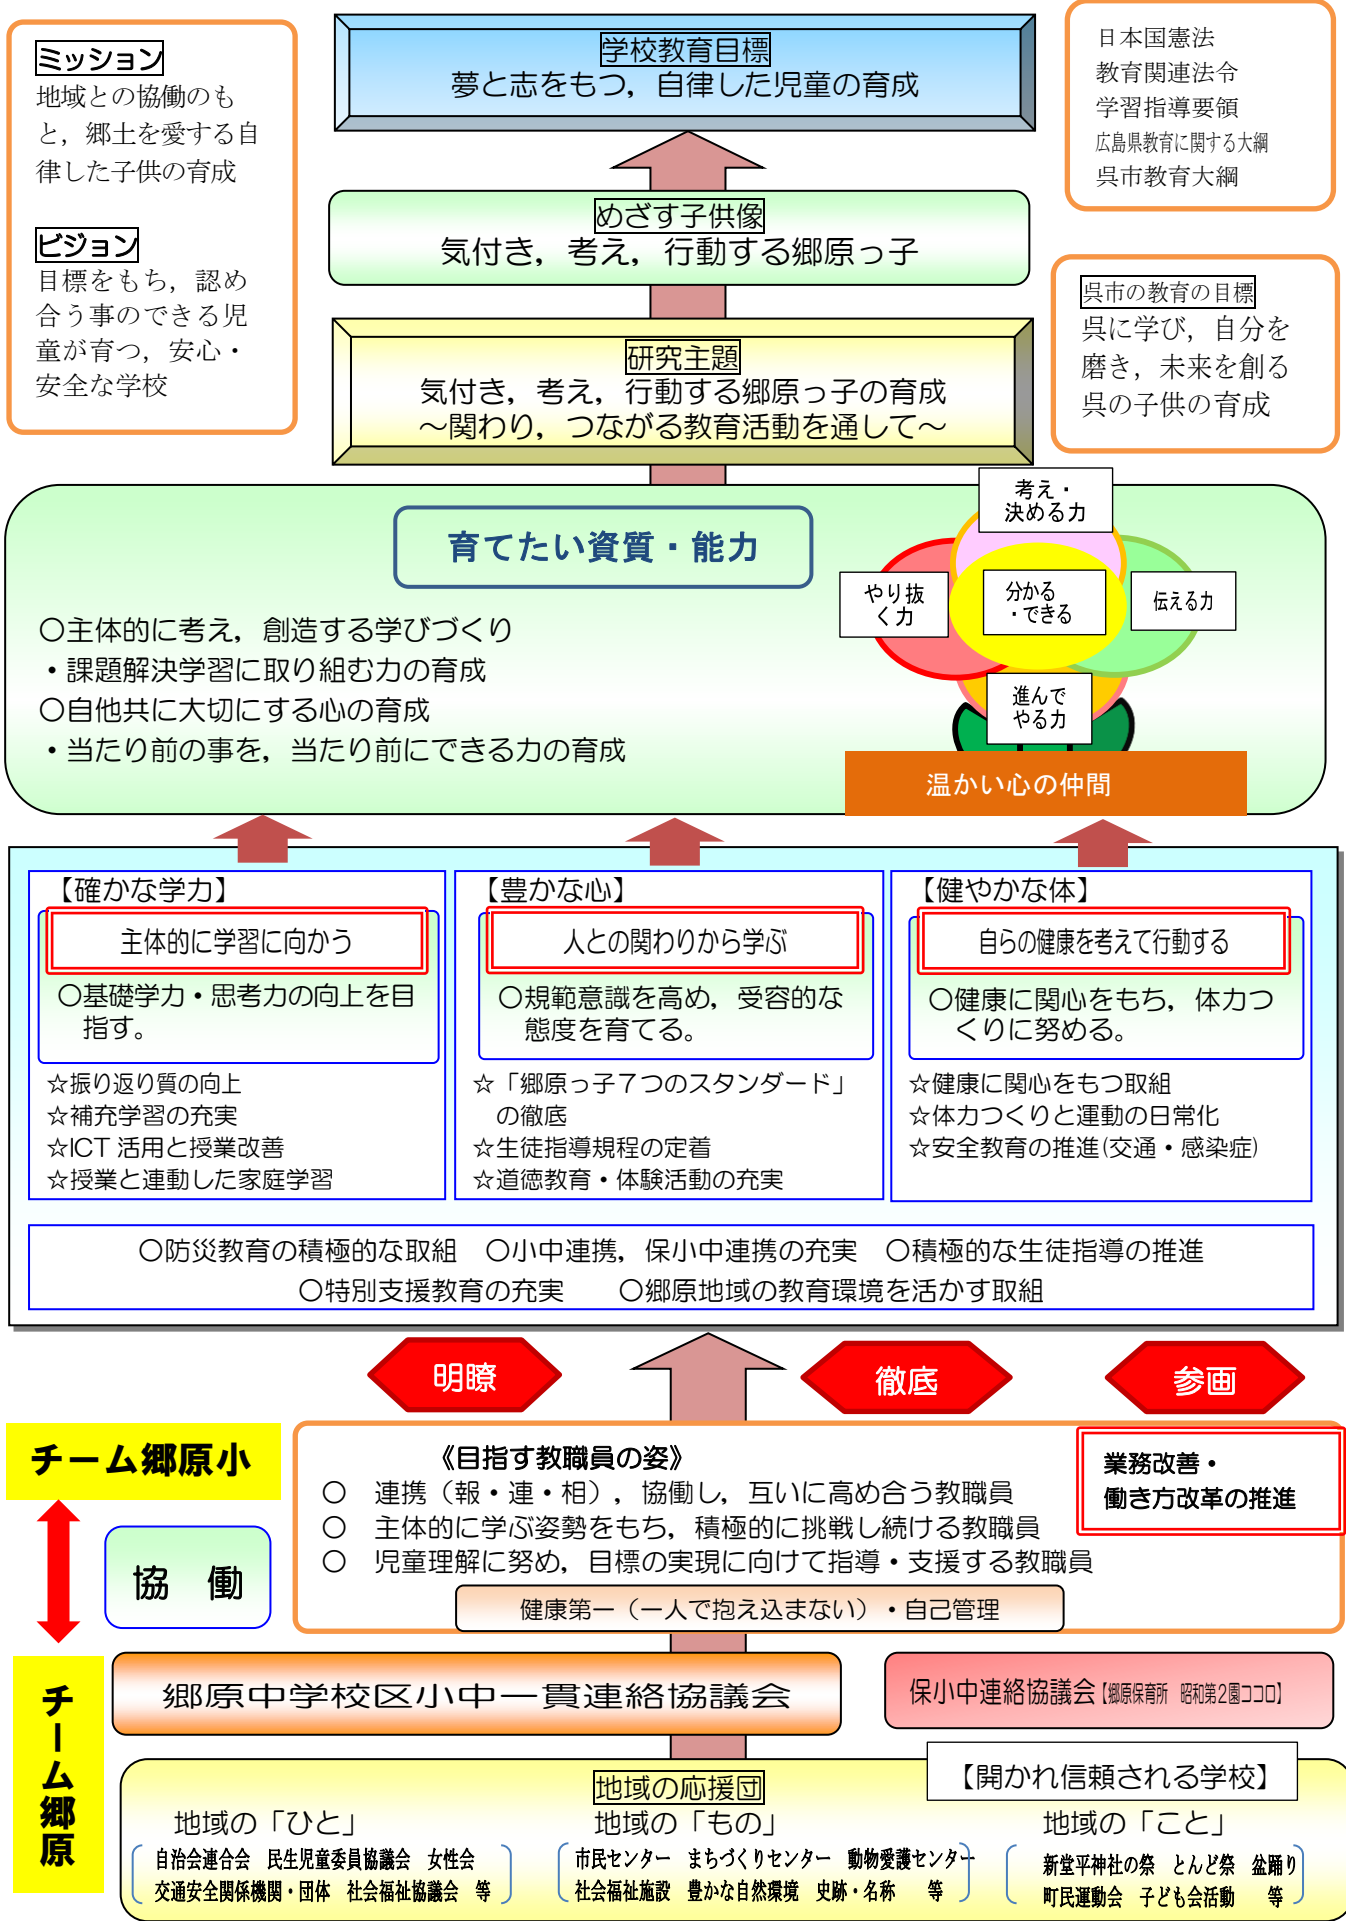 ミッション
地域との協働のも
と，郷土を愛する自
律した子供の育成
ビジョン
目標をもち，認め
合う事のできる児
童が育つ，安心・
安全な学校
学校教育目標
夢と志をもつ，自律した児童の育成
日本国憲法
教育関連法令
学習指導要領
広島県教育に関する大綱
呉市教育大綱
めざす子供像
気付き，考え，行動する郷原っ子
呉市の教育の目標
呉に学び，自分を
磨き，未来を創る
呉の子供の育成
研究主題
気付き，考え，行動する郷原っ子の育成
～関わり，つながる教育活動を通して～
育てたい資質・能力
○主体的に考え，創造する学びづくり
・課題解決学習に取り組む力の育成
○自他共に大切にする心の育成
・当たり前の事を，当たり前にできる力の育成
考え・
決める力
やり抜
く力
分かる
・できる
伝える力
進んで
やる力
温かい心の仲間
【確かな学力】
主体的に学習に向かう
○基礎学力・思考力の向上を目
指す。
☆振り返り質の向上
☆補充学習の充実
☆ICT 活用と授業改善
☆授業と連動した家庭学習
【豊かな心】
人との関わりから学ぶ
○規範意識を高め，受容的な
態度を育てる。
☆「郷原っ子７つのスタンダード」
の徹底
☆生徒指導規程の定着
☆道徳教育・体験活動の充実
【健やかな体】
自らの健康を考えて行動する
○健康に関心をもち，体力つ
くりに努める。
☆健康に関心をもつ取組
☆体力つくりと運動の日常化
☆安全教育の推進(交通・感染症)
○防災教育の積極的な取組　○小中連携，保小中連携の充実　○積極的な生徒指導の推進
○特別支援教育の充実　　○郷原地域の教育環境を活かす取組
明瞭
徹底
参画
チーム郷原小
協　働
チーム郷原
《目指す教職員の姿》
○　連携（報・連・相），協働し，互いに高め合う教職員
○　主体的に学ぶ姿勢をもち，積極的に挑戦し続ける教職員
○　児童理解に努め，目標の実現に向けて指導・支援する教職員
業務改善・
働き方改革の推進
健康第一（一人で抱え込まない）・自己管理
郷原中学校区小中一貫連絡協議会
保小中連絡協議会【郷原保育所　昭和第２園ココロ】
地域の応援団
【開かれ信頼される学校】
地域の「ひと」
自治会連合会　民生児童委員協議会　女性会
交通安全関係機関・団体　社会福祉協議会　等
地域の「もの」
市民センター　まちづくりセンター　動物愛護センター
社会福祉施設　豊かな自然環境　史跡・名称　　等
地域の「こと」
新堂平神社の祭　とんど祭　盆踊り
町民運動会　子ども会活動　　等